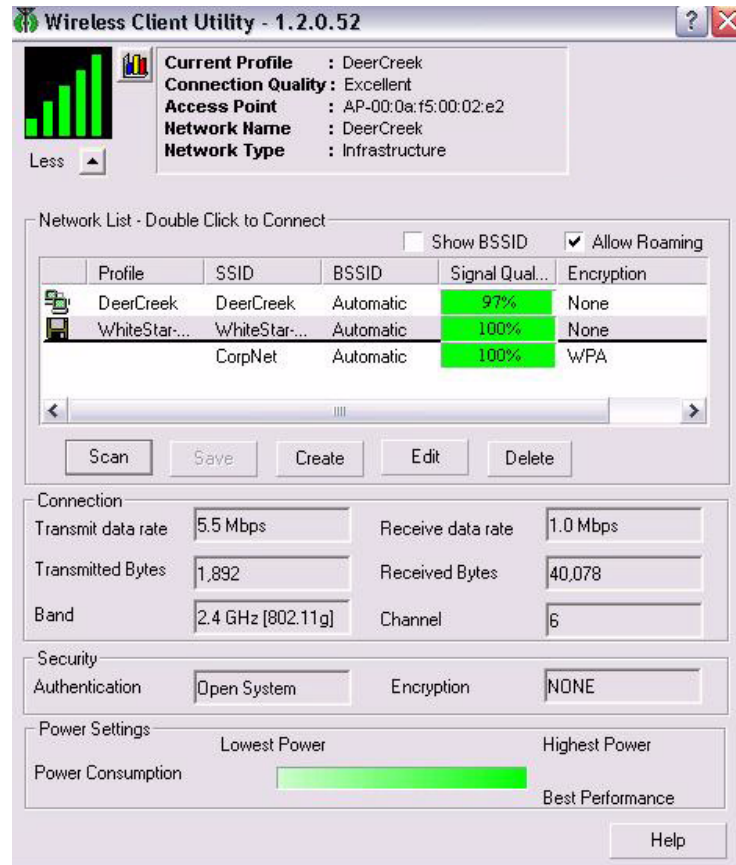 Wireless Client Utility - 1.2.0.52
Current Profile : DeerCreek
Connection Quality : Excellent
Access Point : AP-00:0a:f5:00:02:e2
Network Name : DeerCreek
Network Type : Infrastructure
Less
Network List - Double Click to Connect
Show BSSID Allow Roaming
Profile SSID BSSID Signal Qual... Encryption
DeerCreek DeerCreek Automatic 97% None
WhiteStar-... WhiteStar-... Automatic 100% None
CorpNet Automatic 100% WPA
Scan Save Create Edit Delete
Connection
Transmit data rate 5.5 Mbps Receive data rate 1.0 Mbps
Transmitted Bytes 1,892 Received Bytes 40,078
Band 2.4 GHz [802.11g] Channel 6
Security
Authentication Open System Encryption NONE
Power Settings
Lowest Power Highest Power
Power Consumption
Best Performance
Help